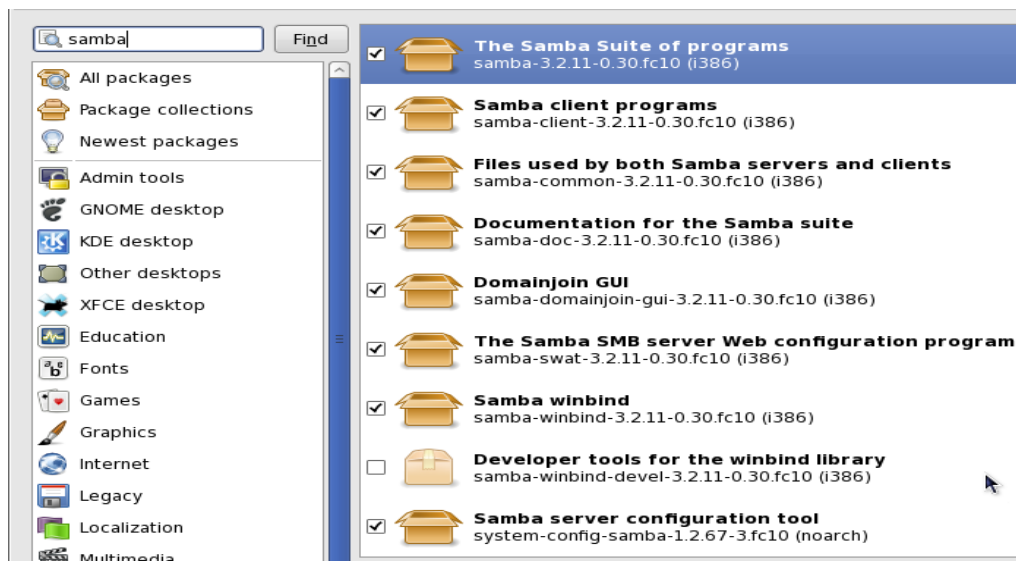 samba
Find
All packages
Package collections
Newest packages
Admin tools
GNOME desktop
KDE desktop
Other desktops
XFCE desktop
Education
Fonts
Games
Graphics
Internet
Legacy
Localization
Multimedia
The Samba Suite of programs
samba-3.2.11-0.30.fc10 (i386)
Samba client programs
samba-client-3.2.11-0.30.fc10 (i386)
Files used by both Samba servers and clients
samba-common-3.2.11-0.30.fc10 (i386)
Documentation for the Samba suite
samba-doc-3.2.11-0.30.fc10 (i386)
Domainjoin GUI
samba-domainjoin-gui-3.2.11-0.30.fc10 (i386)
The Samba SMB server Web configuration program
samba-swat-3.2.11-0.30.fc10 (i386)
Samba winbind
samba-winbind-3.2.11-0.30.fc10 (i386)
Developer tools for the winbind library
samba-winbind-devel-3.2.11-0.30.fc10 (i386)
Samba server configuration tool
system-config-samba-1.2.67-3.fc10 (noarch)